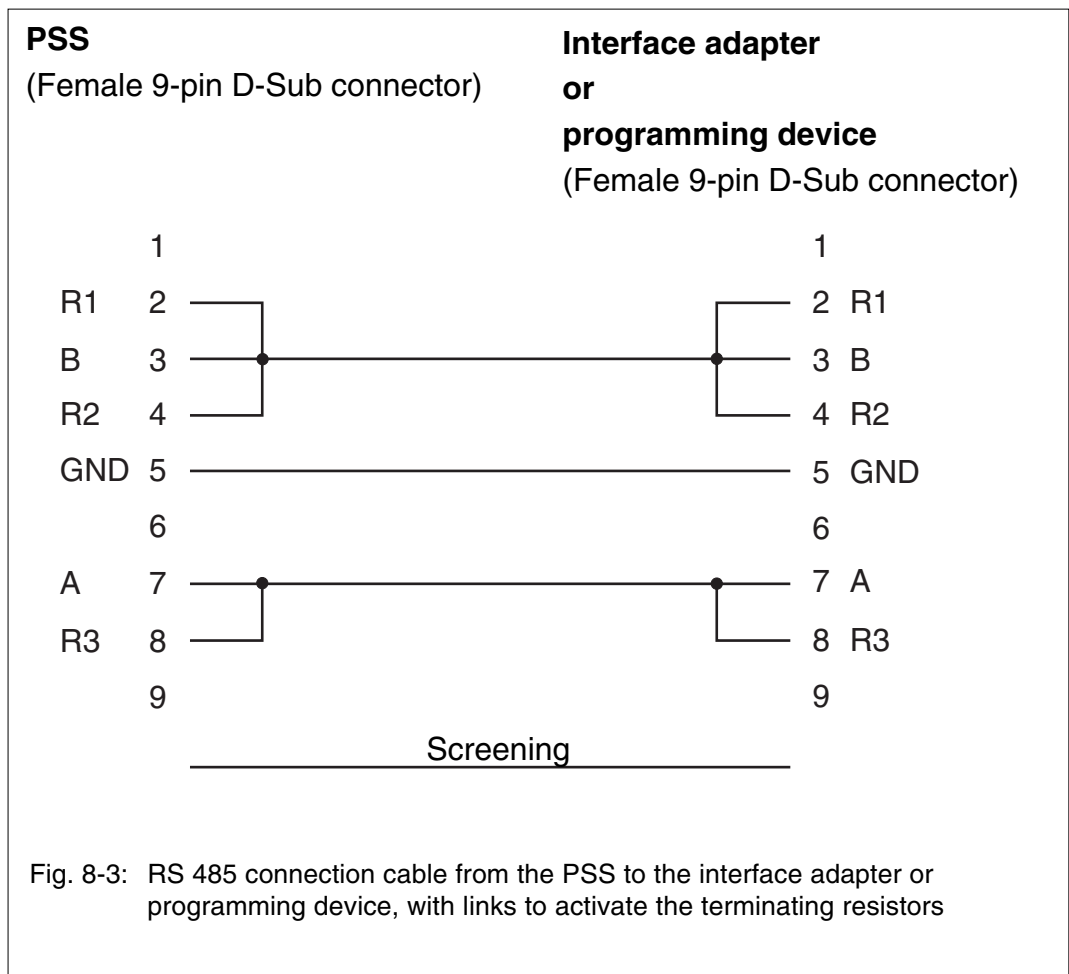 PSS
(Female 9-pin D-Sub connector)
Interface adapter
or
programming device
(Female 9-pin D-Sub connector)
1 1
R1 2 2 R1
B 3 3 B
R2 4 4 R2
GND 5 5 GND
6 6
A 7 7 A
R3 8 8 R3
9 9
Screening
Fig. 8-3: RS 485 connection cable from the PSS to the interface adapter or
programming device, with links to activate the terminating resistors